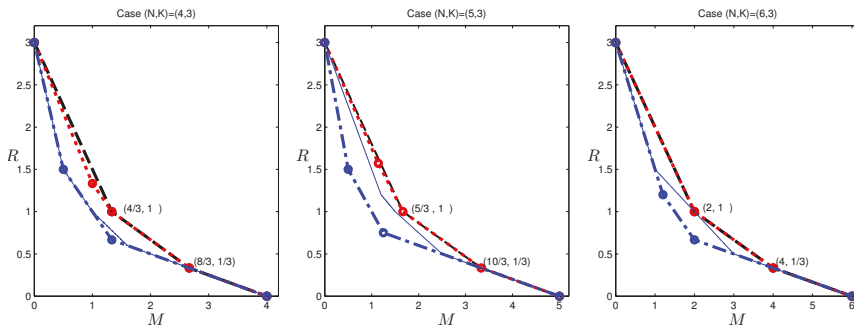 Case (N,K)=(4,3)
3
2.5
2
R
1.5
1
0.5
0
(4/3, 1 )
(8/3, 1/3)
0 1 2 3 4
M
Case (N,K)=(5,3)
3
2.5
2
R
1.5
1
0.5
0
(5/3 , 1 )
(10/3, 1/3)
0 1 2 3 4 5
M
Case (N,K)=(6,3)
3
2.5
2
R
1.5
1
0.5
0
(2, 1 )
(4, 1/3)
0 1 2 3 4 5 6
M